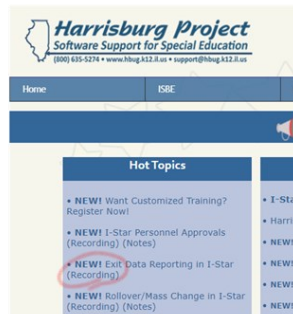 Harrisburg Project
Software Support for Special Education
(800) 635-5274 • www.hbug.k12.il.us • support@hbug.k12.il.us
Home
ISBE
Hot Topics
• NEW! Want Customized Training?
Register Now!
• NEW! I-Star Personnel Approvals
(Recording) (Notes)
• NEW! Exit Data Reporting in I-Star
(Recording)
• NEW! Rollover/Mass Change in I-Star
(Recording) (Notes)
• I-Sta
• Harri
• NEW!
• NEW!
• NEW!
• NEW!